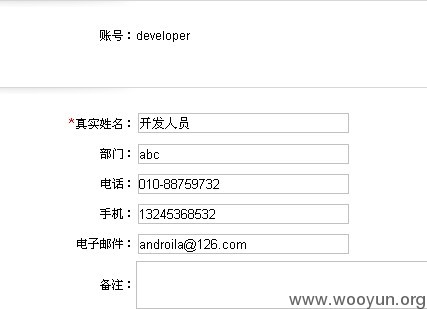 账号：developer
*真实姓名：开发人员
部门：abc
电话：010-88759732
手机：13245368532
电子邮件：androila@126.com
备注：
www.wooyun.org